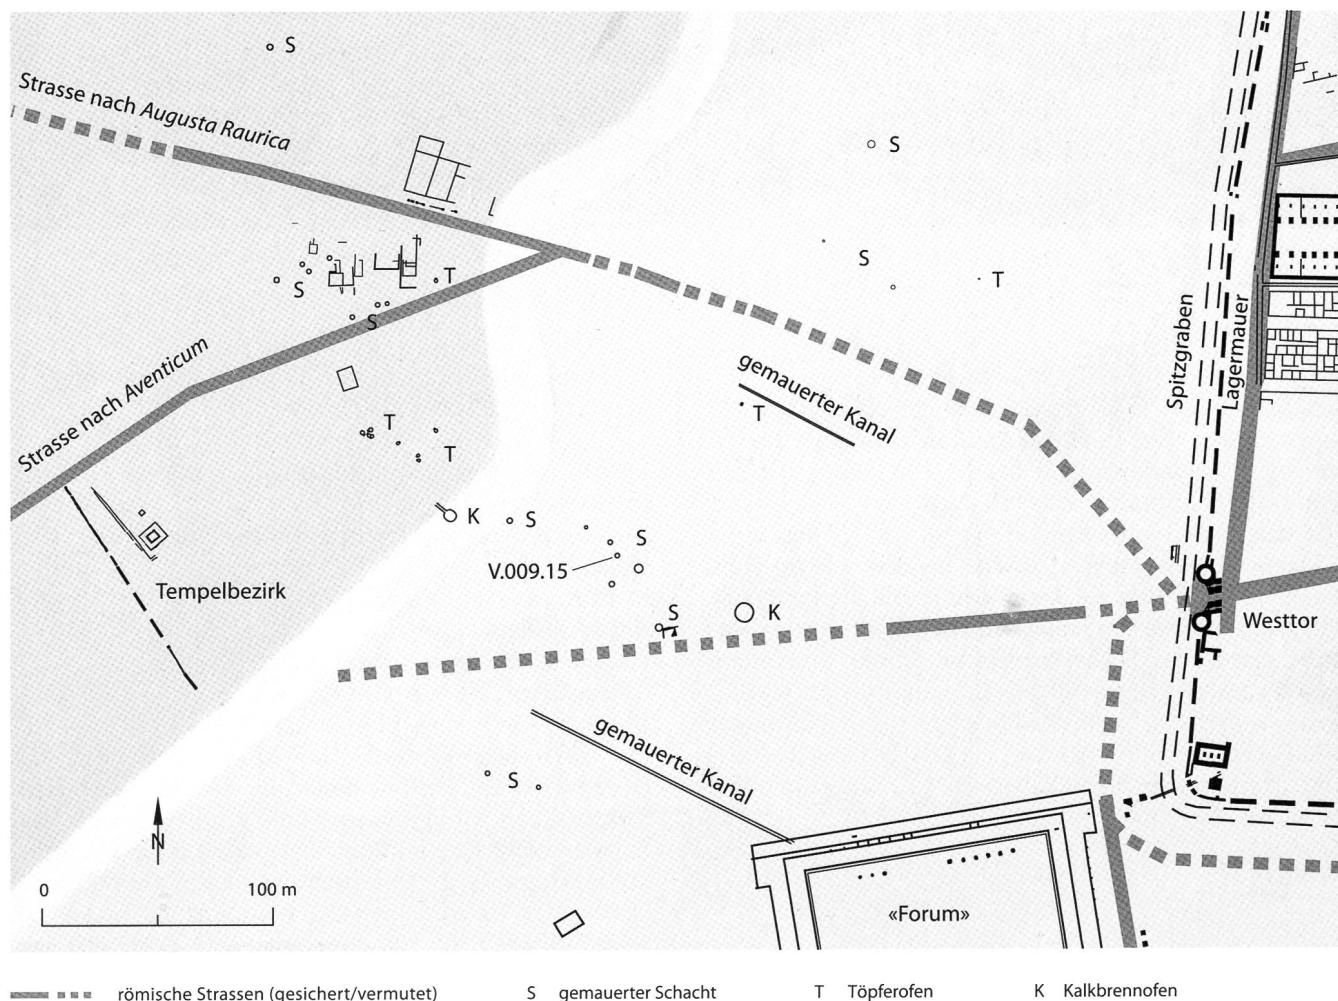 S
Strasse nach Augusta Raurica
S
S
T
T
S
S
Spitzgraben
Lagermauer
Strasse nach Aventicum
gemauerter Kanal
T
T
T
K
S
S
V.009.15
Tempelbezirk
S
K
Westtor
gemauerter Kanal
S
N
0 100 m
«Forum»
römische Strassen (gesichert/vermutet) S gemauerter Schacht T Töpferofen K Kalkbrennofen